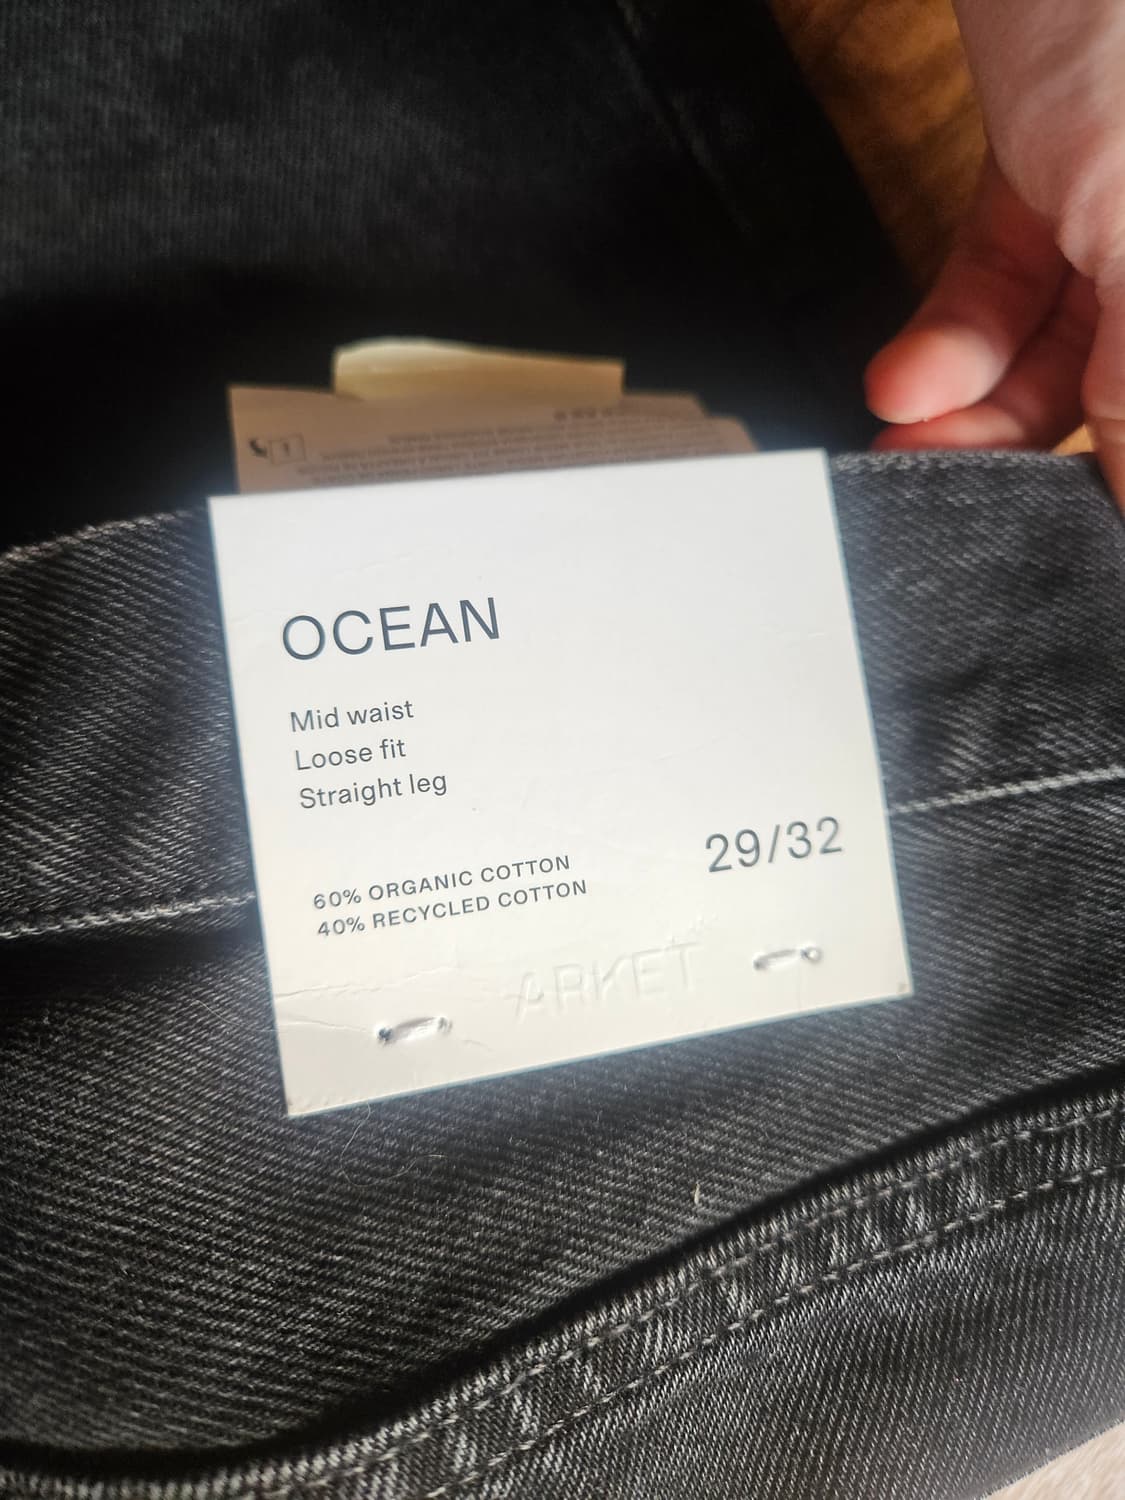 OCEAN
Mid waist
Loose fit
Straight leg
29/32
60% ORGANIC COTTON
40% RECYCLED COTTON
ARKET